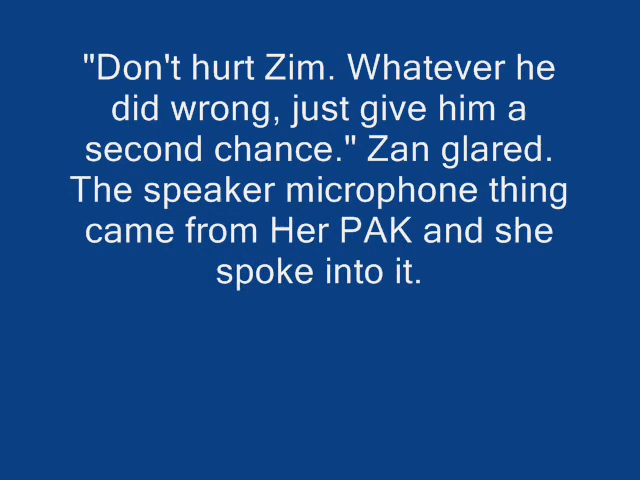 "Don't hurt Zim. Whatever he
did wrong, just give him a
second chance." Zan glared.
The speaker microphone thing
came from Her PAK and she
spoke into it.